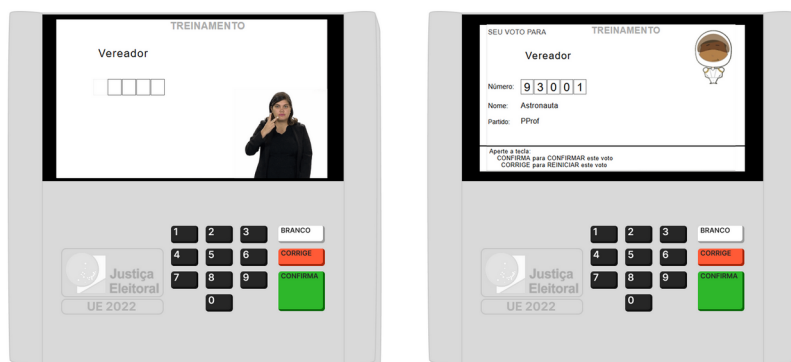 TREINAMENTO
Vereador
1 2 3 BRANCO
4 5 6 CORRIGE
7 8 9 CONFIRMA
0
Justiça
Eleitoral
UE 2022
SEU VOTO PARA TREINAMENTO
Vereador
Número: 9 3 0 0 1
Nome: Astronauta
Partido: PProf
Aperte a tecla:
CONFIRMA para CONFIRMAR este voto
CORRIGE para REINICIAR este voto
1 2 3 BRANCO
4 5 6 CORRIGE
7 8 9 CONFIRMA
0
Justiça
Eleitoral
UE 2022